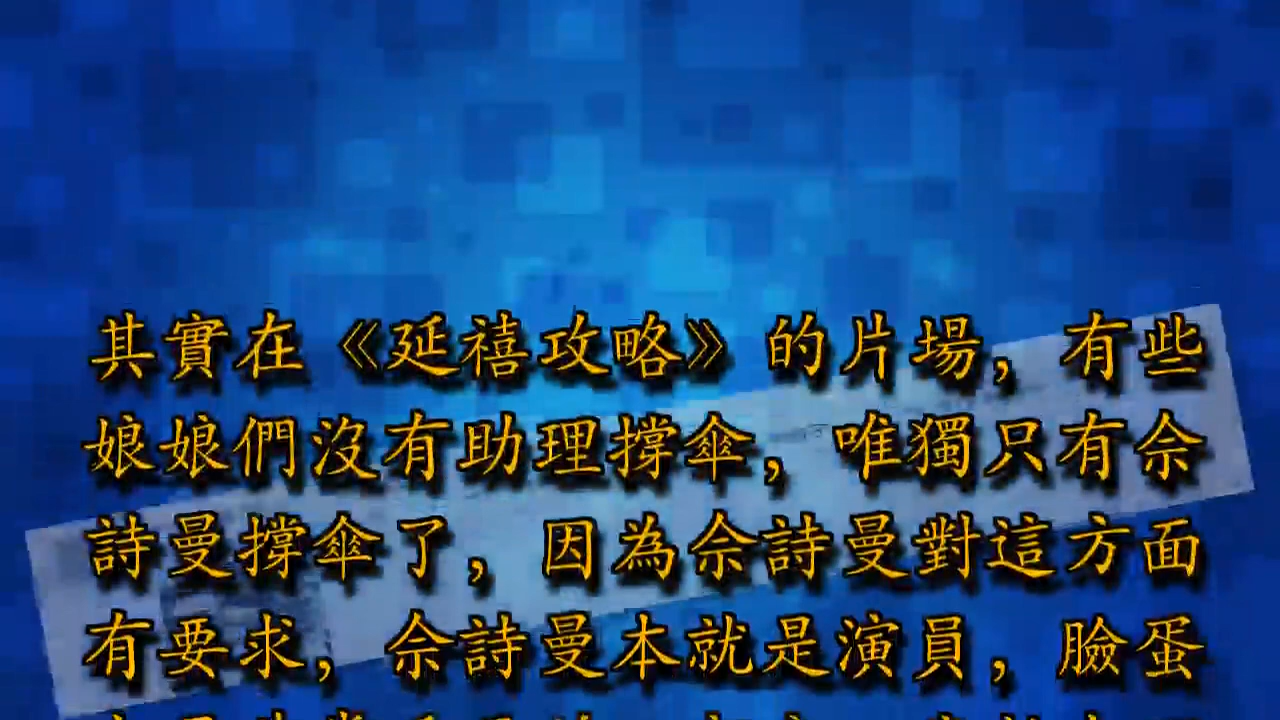 其實在《延禧攻略》的片場，有些
娘娘們沒有助理撐傘，唯獨只有佘
詩曼撐傘了，因為佘詩曼對這方面
有要求，佘詩曼本就是演員，臉蛋